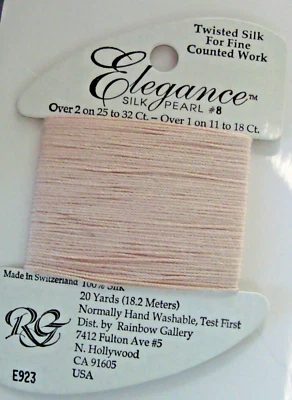 Twisted Silk
For Fine
Counted Work
Elegance™
SILK PEARL #8
Over 2 on 25 to 32 Ct. — Over 1 on 11 to 18 Ct.
Made in Switzerland
100% Silk
20 Yards (18.2 Meters)
Normally Hand Washable, Test First
Dist. by Rainbow Gallery
7412 Fulton Ave #5
N. Hollywood
CA 91605
USA
RG
E923